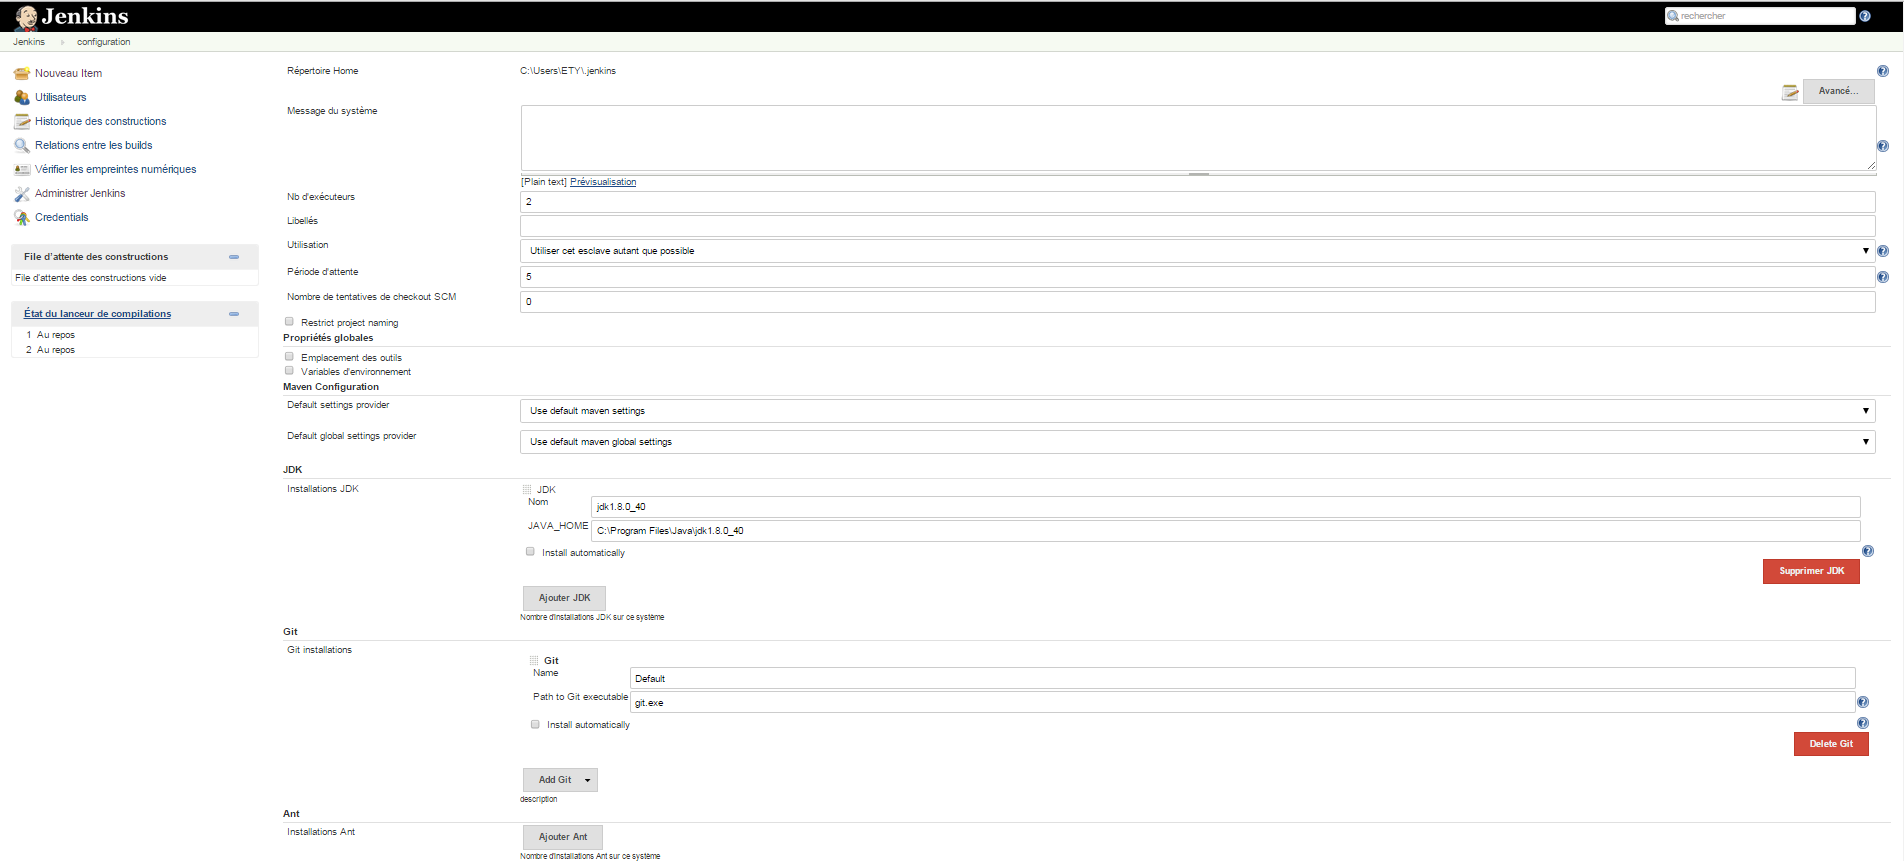 Jenkins
rechercher
Jenkins
configuration
Nouveau Item
Utilisateurs
Historique des constructions
Relations entre les builds
Vérifier les empreintes numériques
Administrer Jenkins
Credentials
File d'attente des constructions
File d'attente des constructions vide
État du lanceur de compilations
1 Au repos
2 Au repos
Répertoire Home C:\Users\ETY\.jenkins
Avancé...
Message du système
[Plain text] Prévisualisation
Nb d'exécuteurs 2
Libellés
Utilisation Utiliser cet esclave autant que possible
Période d'attente 5
Nombre de tentatives de checkout SCM 0
Restrict project naming
Propriétés globales
Emplacement des outils
Variables d'environnement
Maven Configuration
Default settings provider Use default maven settings
Default global settings provider Use default maven global settings
JDK
Installations JDK
JDK
Nom jdk1.8.0_40
JAVA_HOME C:\Program Files\Java\jdk1.8.0_40
Install automatically
Supprimer JDK
Ajouter JDK
Nombre d'installations JDK sur ce système
Git
Git installations
Git
Name Default
Path to Git executable git.exe
Install automatically
Delete Git
Add Git
description
Ant
Installations Ant
Ajouter Ant
Nombre d'installations Ant sur ce système